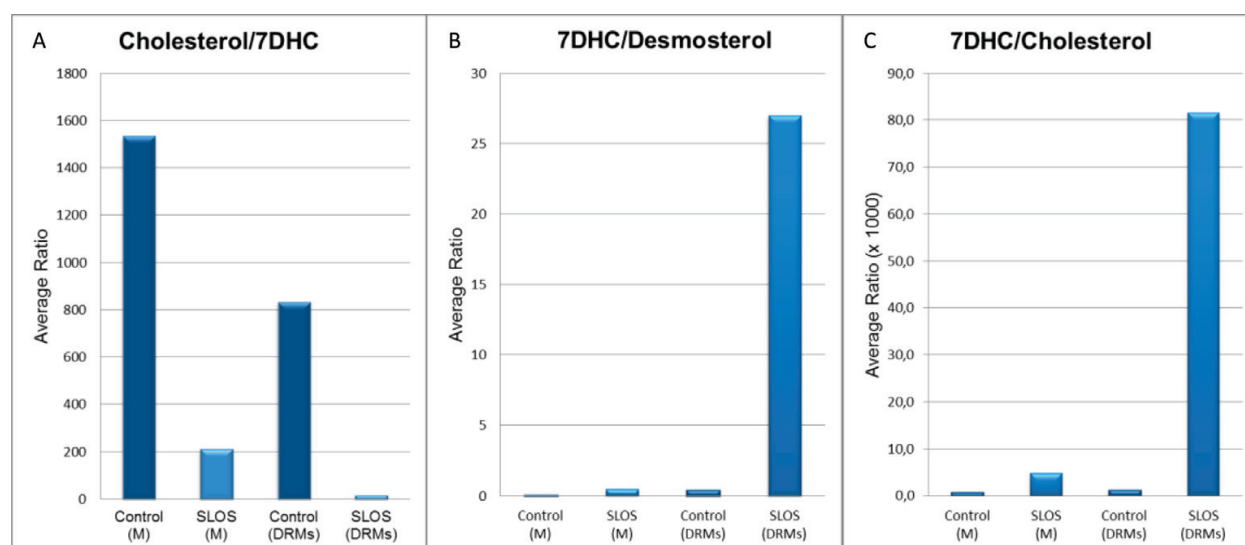 A Cholesterol/7DHC
Average Ratio
1800
1600
1400
1200
1000
800
600
400
200
0
Control SLOS Control SLOS
(M) (M) (DRMs) (DRMs)
B 7DHC/Desmosterol
Average Ratio
30
25
20
15
10
5
0
Control SLOS Control SLOS
(M) (M) (DRMs) (DRMs)
C 7DHC/Cholesterol
Average Ratio (x 1000)
90,0
80,0
70,0
60,0
50,0
40,0
30,0
20,0
10,0
0,0
Control SLOS Control SLOS
(M) (M) (DRMs) (DRMs)